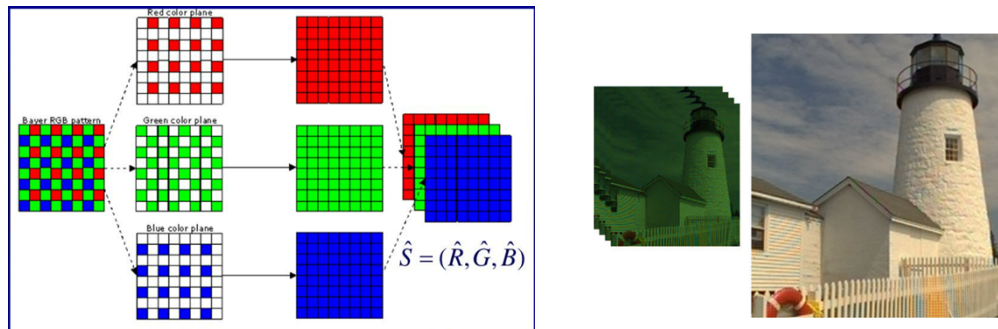 Red color plane
Bayer RGB pattern
Green color plane
Blue color plane
Ŝ = (R̂, Ĝ, B̂)